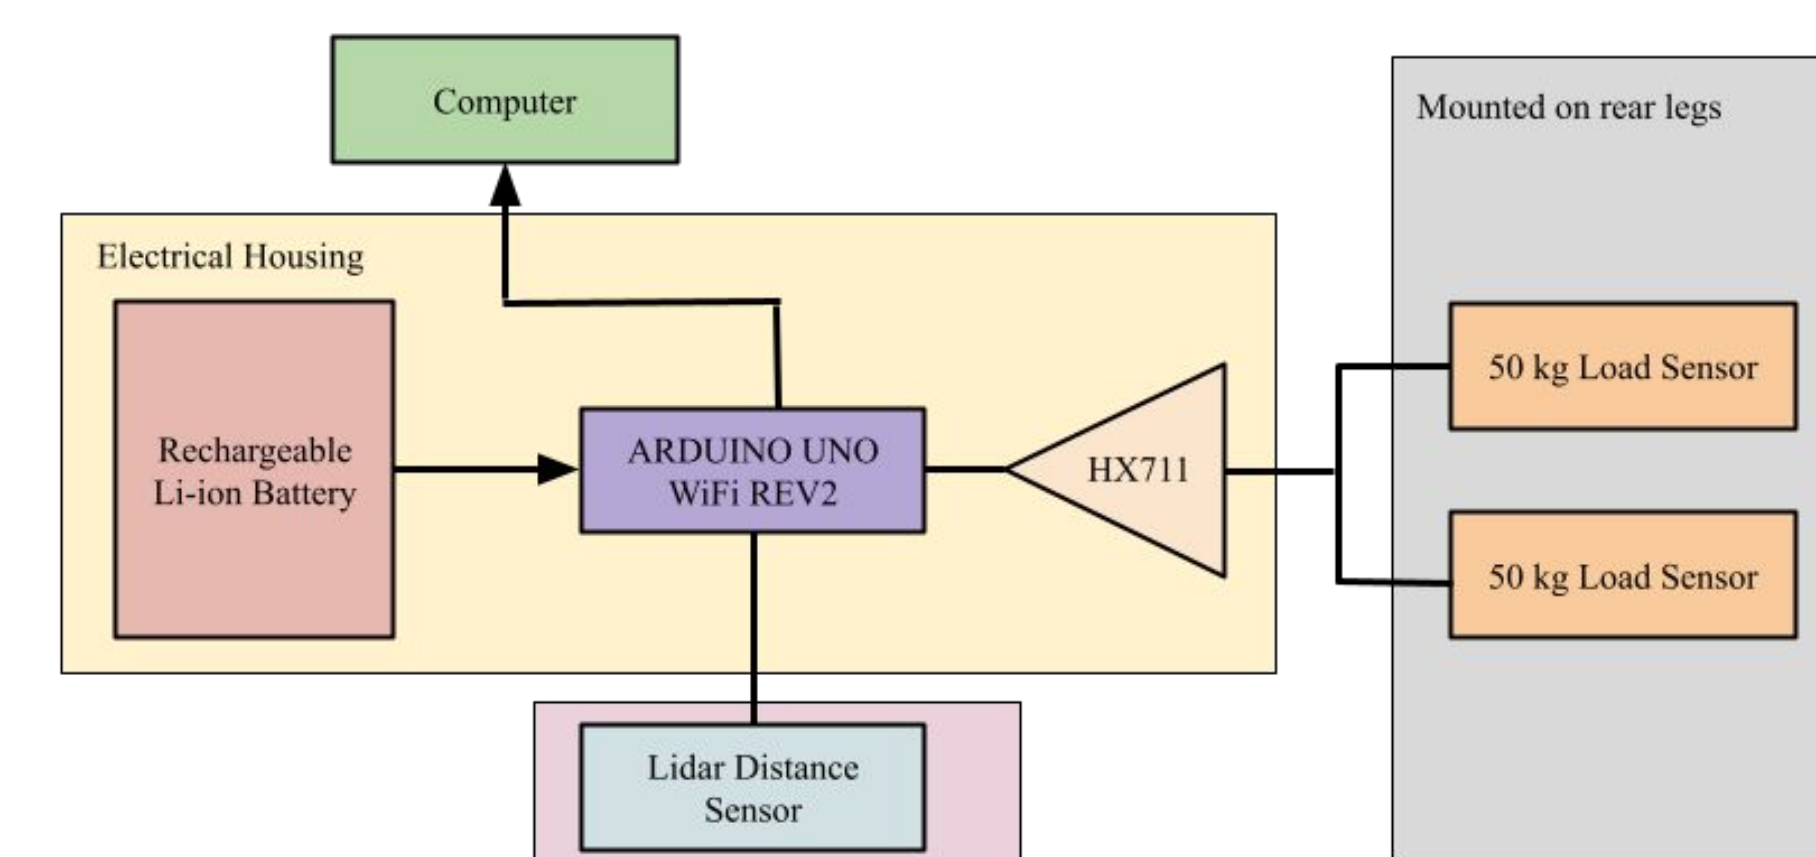 Computer
Mounted on rear legs
Electrical Housing
Rechargeable
Li-ion Battery
ARDUINO UNO
WiFi REV2
HX711
50 kg Load Sensor
50 kg Load Sensor
Lidar Distance
Sensor